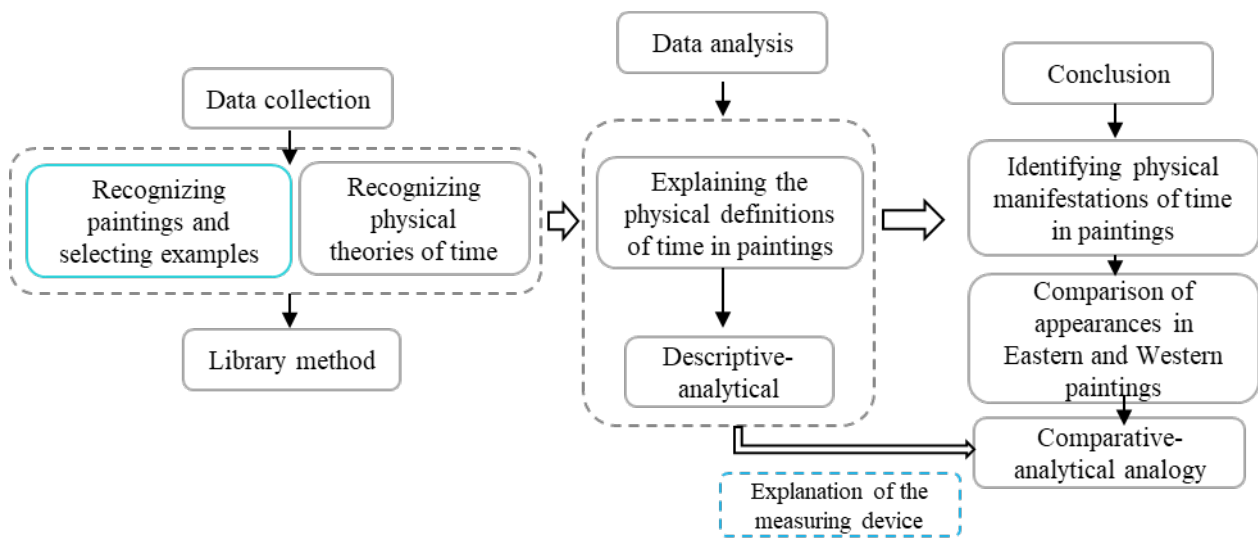 Data collection
Recognizing
paintings and
selecting examples
Recognizing
physical
theories of time
Library method
Data analysis
Explaining the
physical definitions
of time in paintings
Descriptive-
analytical
Explanation of the
measuring device
Conclusion
Identifying physical
manifestations of time
in paintings
Comparison of
appearances in
Eastern and Western
paintings
Comparative-
analytical analogy